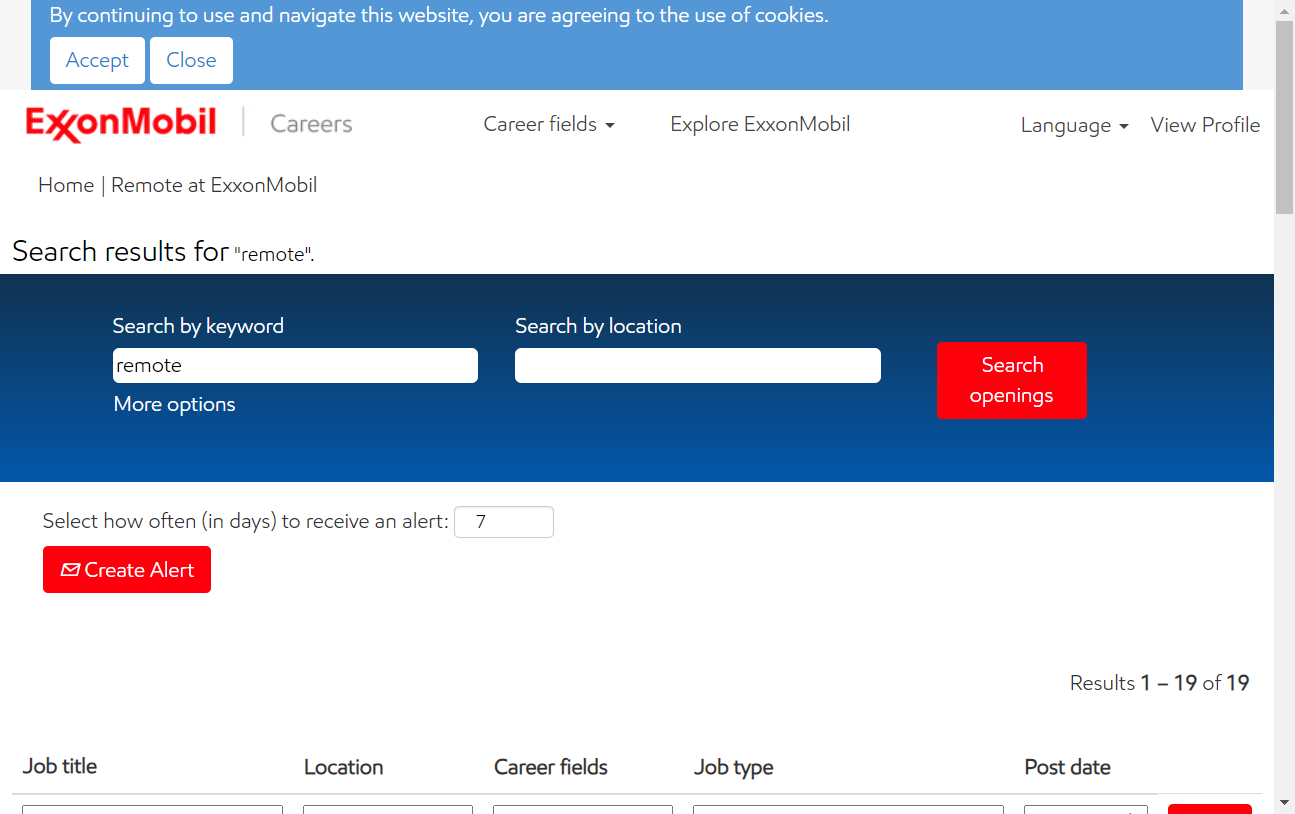 By continuing to use and navigate this website, you are agreeing to the use of cookies.
Accept Close
ExxonMobil | Careers Career fields Explore ExxonMobil Language View Profile
Home | Remote at ExxonMobil
Search results for "remote".
Search by keyword Search by location
remote
Search openings
More options
Select how often (in days) to receive an alert: 7
Create Alert
Results 1 – 19 of 19
Job title Location Career fields Job type Post date